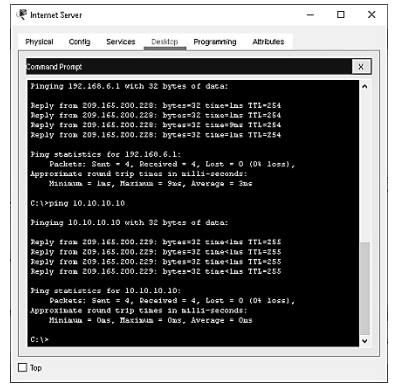 Internet Server
Physical Config Services Desktop Programming Attributes
Command Prompt X
Pinging 192.168.6.1 with 32 bytes of data:
Reply from 209.165.200.228: bytes=32 time=1ms TTL=254
Reply from 209.165.200.228: bytes=32 time=1ms TTL=254
Reply from 209.165.200.228: bytes=32 time=9ms TTL=254
Reply from 209.165.200.228: bytes=32 time=1ms TTL=254
Ping statistics for 192.168.6.1:
Packets: Sent = 4, Received = 4, Lost = 0 (0% loss),
Approximate round trip times in milli-seconds:
Minimum = 1ms, Maximum = 9ms, Average = 3ms
C:\>ping 10.10.10.10
Pinging 10.10.10.10 with 32 bytes of data:
Reply from 209.165.200.229: bytes=32 time<1ms TTL=255
Reply from 209.165.200.229: bytes=32 time<1ms TTL=255
Reply from 209.165.200.229: bytes=32 time<1ms TTL=255
Reply from 209.165.200.229: bytes=32 time<1ms TTL=255
Ping statistics for 10.10.10.10:
Packets: Sent = 4, Received = 4, Lost = 0 (0% loss),
Approximate round trip times in milli-seconds:
Minimum = 0ms, Maximum = 0ms, Average = 0ms
C:\>
Top